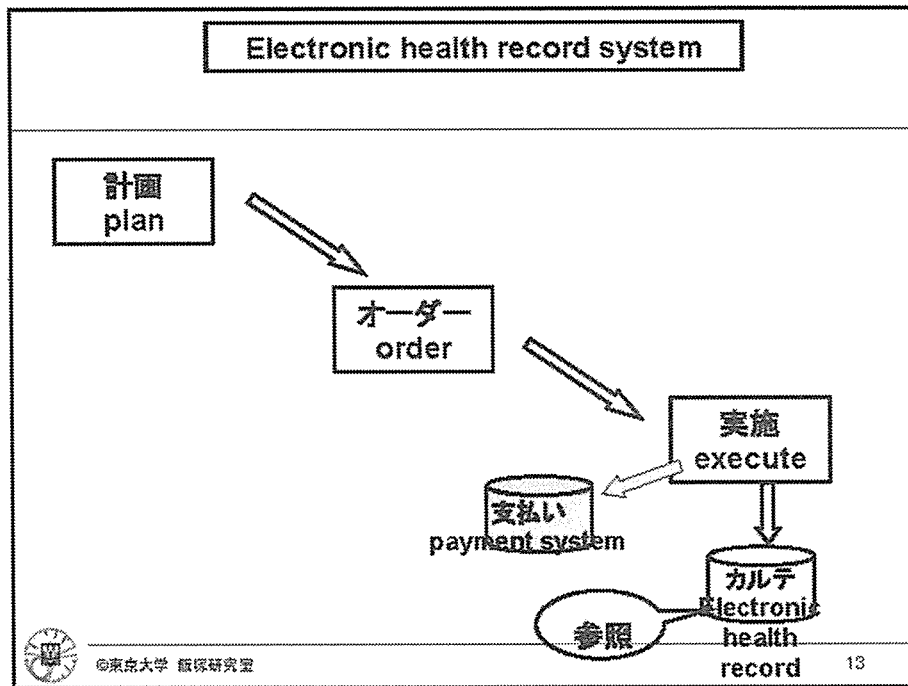 Electronic health record system
計画
plan
オーダー
order
実施
execute
支払い
payment system
カルテ
Electronic
health
record
参照
©東京大学 飯塚研究室
13